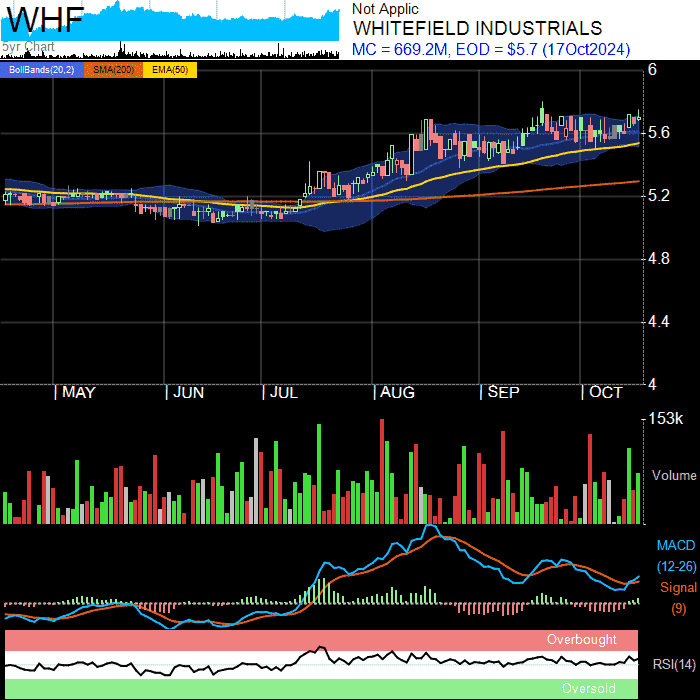 WHF
5yr Chart
Not Applic
WHITEFIELD INDUSTRIALS
MC = 669.2M, EOD = $5.7 (17Oct2024)
BollBands(20,2) SMA(200) EMA(50)
6
5.6
5.2
4.8
4.4
4
| MAY | JUN | JUL | AUG | SEP | OCT
153k
Volume
MACD
(12-26)
Signal
(9)
Overbought
RSI(14)
Oversold